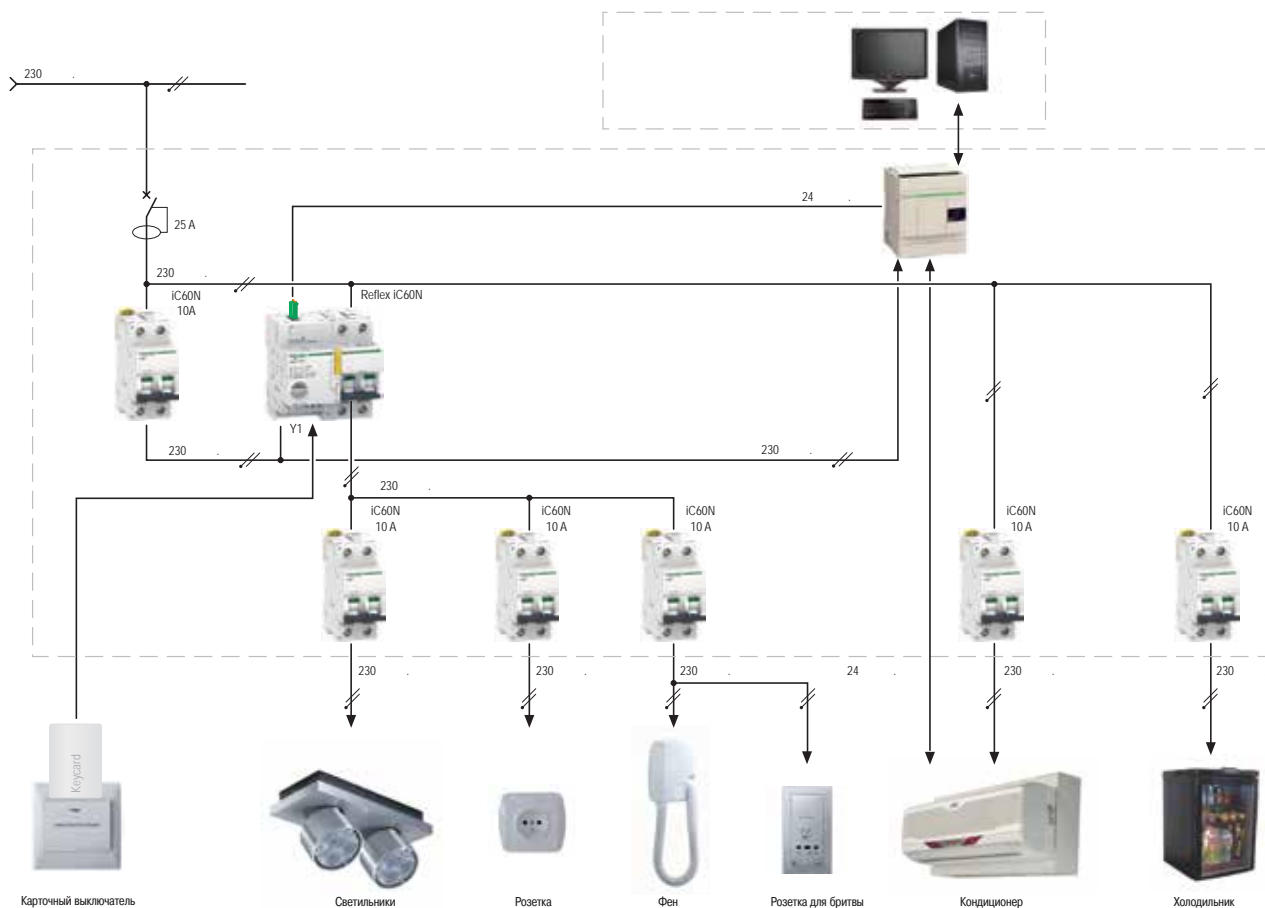 230 .
24 .
25 A
230 .
iC60N
10A
Reflex iC60N
Y1
230 .
230 .
230 .
iC60N
10 A
iC60N
10 A
iC60N
10 A
iC60N
10 A
iC60N
10 A
230 .
230 .
230 .
24 .
230 .
230
Keycard
Карточный выключатель
Светильники
Розетка
Фен
Розетка для бритвы
Кондиционер
Холодильник